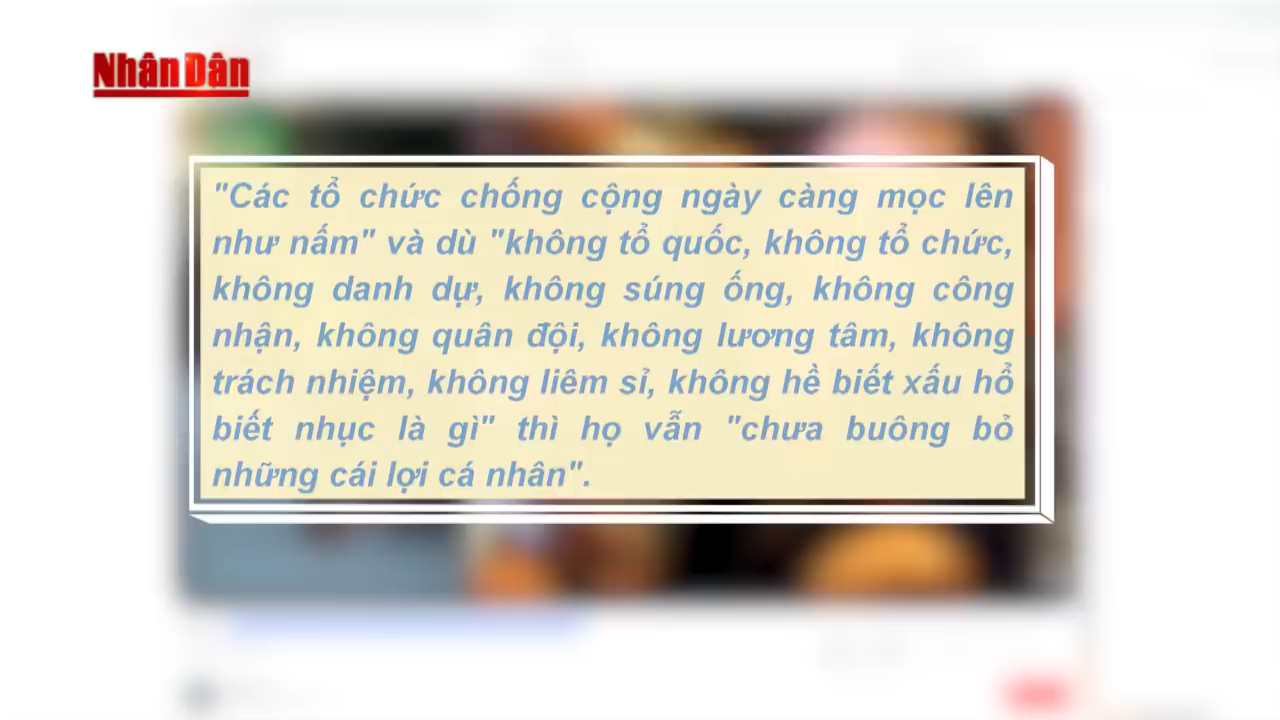 Nhân Dân
"Các tổ chức chống cộng ngày càng mọc lên
như nấm" và dù "không tổ quốc, không tổ chức,
không danh dự, không súng ống, không công
nhận, không quân đội, không lương tâm, không
trách nhiệm, không liêm sỉ, không hề biết xấu hổ
biết nhục là gì" thì họ vẫn "chưa buông bỏ
những cái lợi cá nhân".